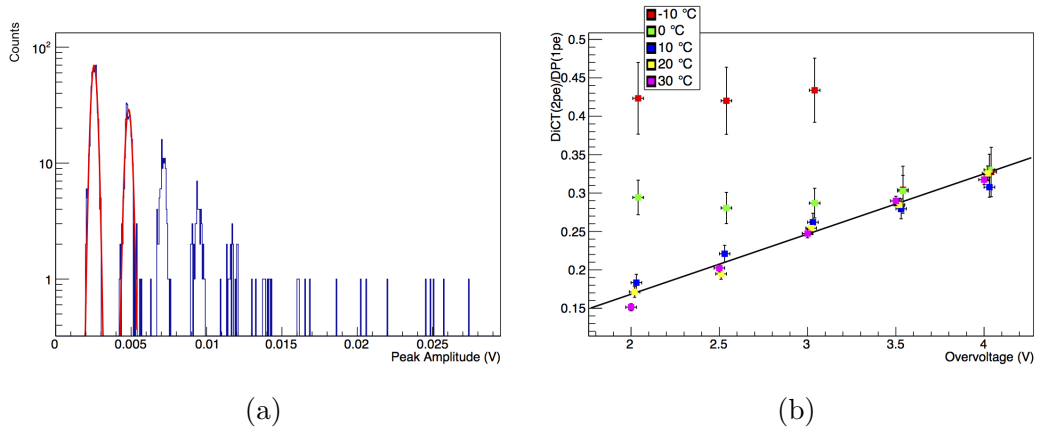 Counts
10²
10
1
0
0.005
0.01
0.015
0.02
0.025
Peak Amplitude (V)
(a)
-10 °C
0 °C
10 °C
20 °C
30 °C
DiCT(2pe)/DP(1pe)
0.5
0.45
0.4
0.35
0.3
0.25
0.2
0.15
2
2.5
3
3.5
4
Overvoltage (V)
(b)